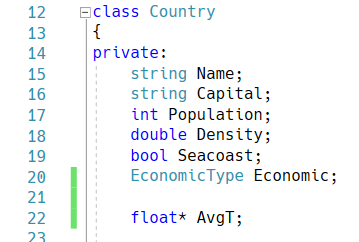 12 class Country
13 {
14 private:
15 string Name;
16 string Capital;
17 int Population;
18 double Density;
19 bool Seacoast;
20 EconomicType Economic;
21
22 float* AvgT;
23